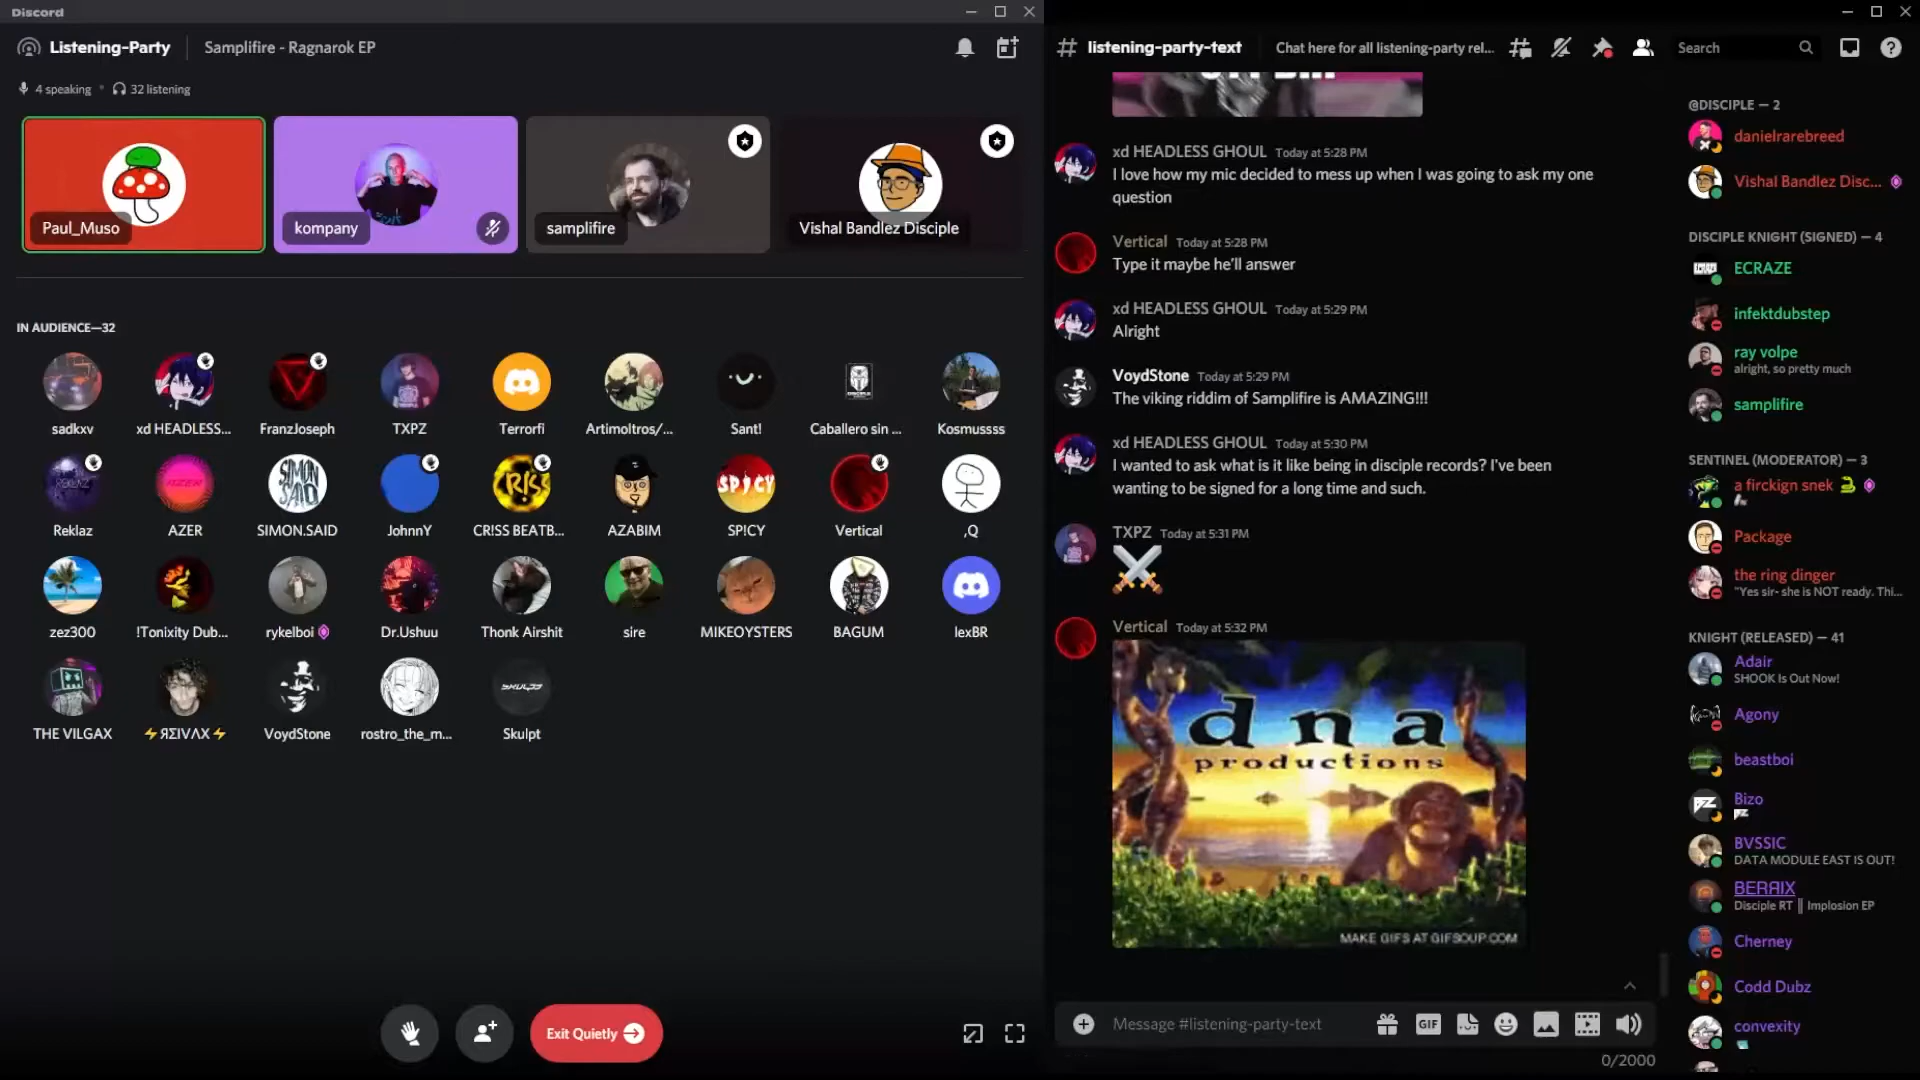 Discord
Listening-Party
Samplifire - Ragnarok EP
4 speaking • 32 listening
Paul_Muso
kompany
samplifire
Vishal Bandlez Disciple
IN AUDIENCE—32
sadkxv
xd HEADLESS...
FranzJoseph
TXPZ
Terrorfi
Artimoltros/...
Sant!
Caballero sin ...
Kosmussss
Reklaz
AZER
SIMON.SAID
JohnnY
CR!SS BEATB...
AZABIM
SP!CY
Vertical
,Q
zez300
!Tonixity Dub...
rykelboi
Dr.Ushuu
Thonk Airshit
sire
MIKEOYSTERS
BAGUM
lexBR
THE VILGAX
⚡ЯΣIVΛX⚡
VoydStone
rostro_the_m...
Skulpt
Exit Quietly
# listening-party-text
Chat here for all listening-party rel...
Search
xd HEADLESS GHOUL Today at 5:28 PM
I love how my mic decided to mess up when I was going to ask my one
question
Vertical Today at 5:28 PM
Type it maybe he'll answer
xd HEADLESS GHOUL Today at 5:29 PM
Alright
VoydStone Today at 5:29 PM
The viking riddim of Samplifire is AMAZING!!!
xd HEADLESS GHOUL Today at 5:30 PM
I wanted to ask what is it like being in disciple records? I've been
wanting to be signed for a long time and such.
TXPZ Today at 5:31 PM
Vertical Today at 5:32 PM
dna
productions
MAKE GIFS AT GIFSOUP.COM
Message #listening-party-text
GIF
0/2000
@DISCIPLE — 2
danielrarebreed
Vishal Bandlez Disc...
DISCIPLE KNIGHT (SIGNED) — 4
ECRAZE
infektdubstep
ray volpe
alright, so pretty much
samplifire
SENTINEL (MODERATOR) — 3
a firckign snek
Package
the ring dinger
"Yes sir- she is NOT ready. Thi...
KNIGHT (RELEASED) — 41
Adair
SHOOK Is Out Now!
Agony
beastboi
Bizo
BVSSIC
DATA MODULE EAST IS OUT!
BERЯIX
Disciple RT || Implosion EP
Cherney
Codd Dubz
convexity